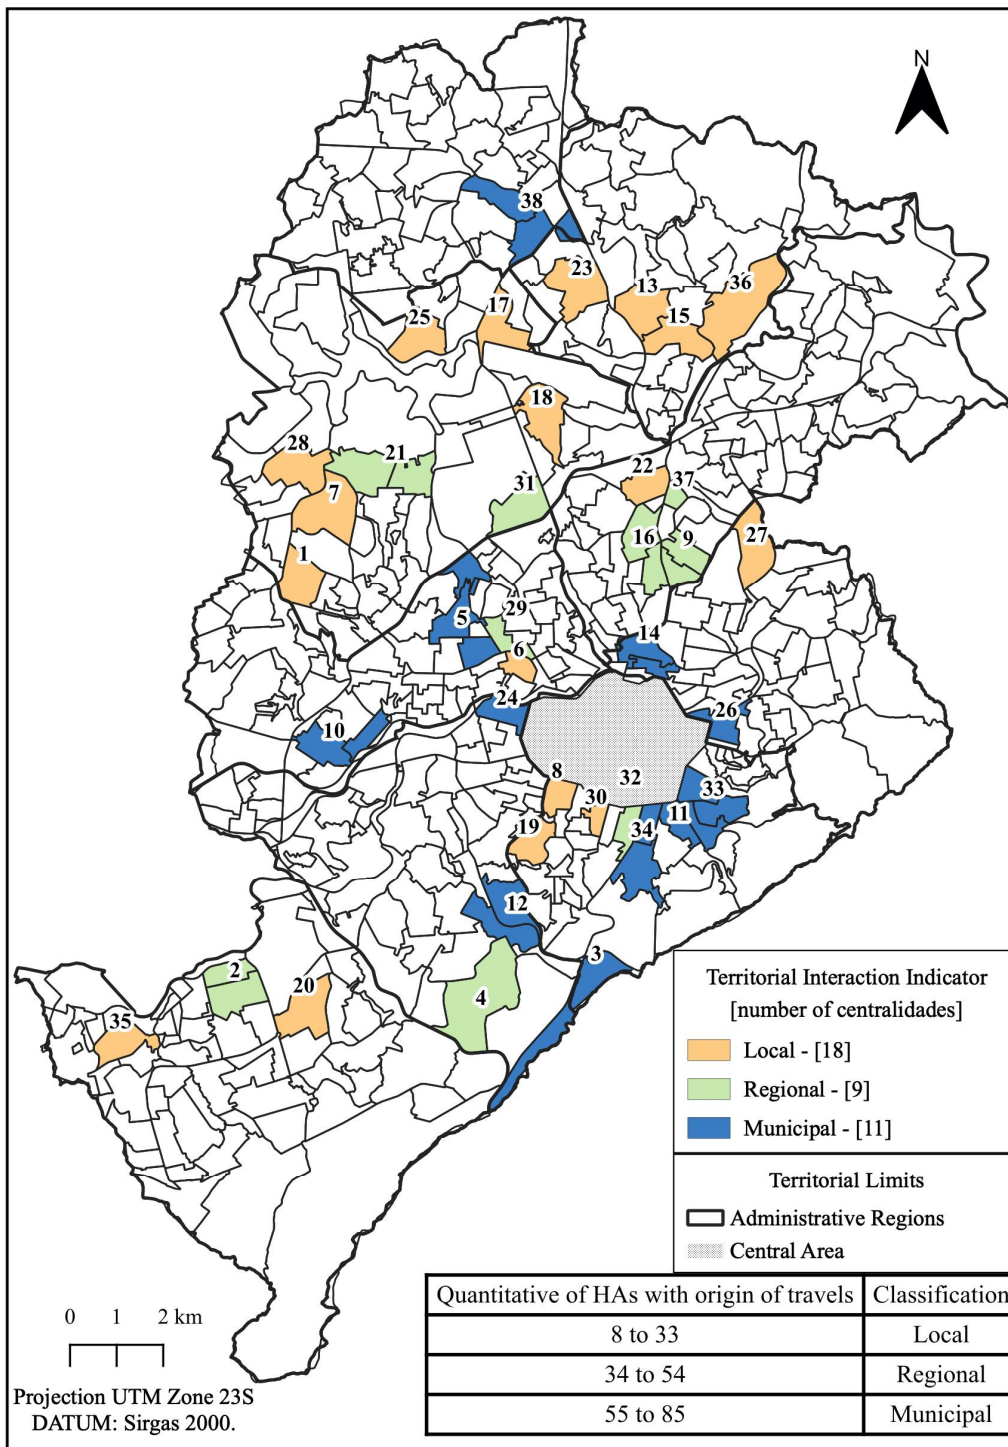 N
38
23
13
36
17
25
15
18
28
21
22
37
31
7
16
9
27
1
5
29
14
6
24
26
10
8
32
33
30
11
19
34
12
3
2
20
4
35
Territorial Interaction Indicator
[number of centralidades]
Local - [18]
Regional - [9]
Municipal - [11]
Territorial Limits
Administrative Regions
Central Area
Quantitative of HAs with origin of travels Classification
8 to 33 Local
34 to 54 Regional
55 to 85 Municipal
0 1 2 km
Projection UTM Zone 23S
DATUM: Sirgas 2000.